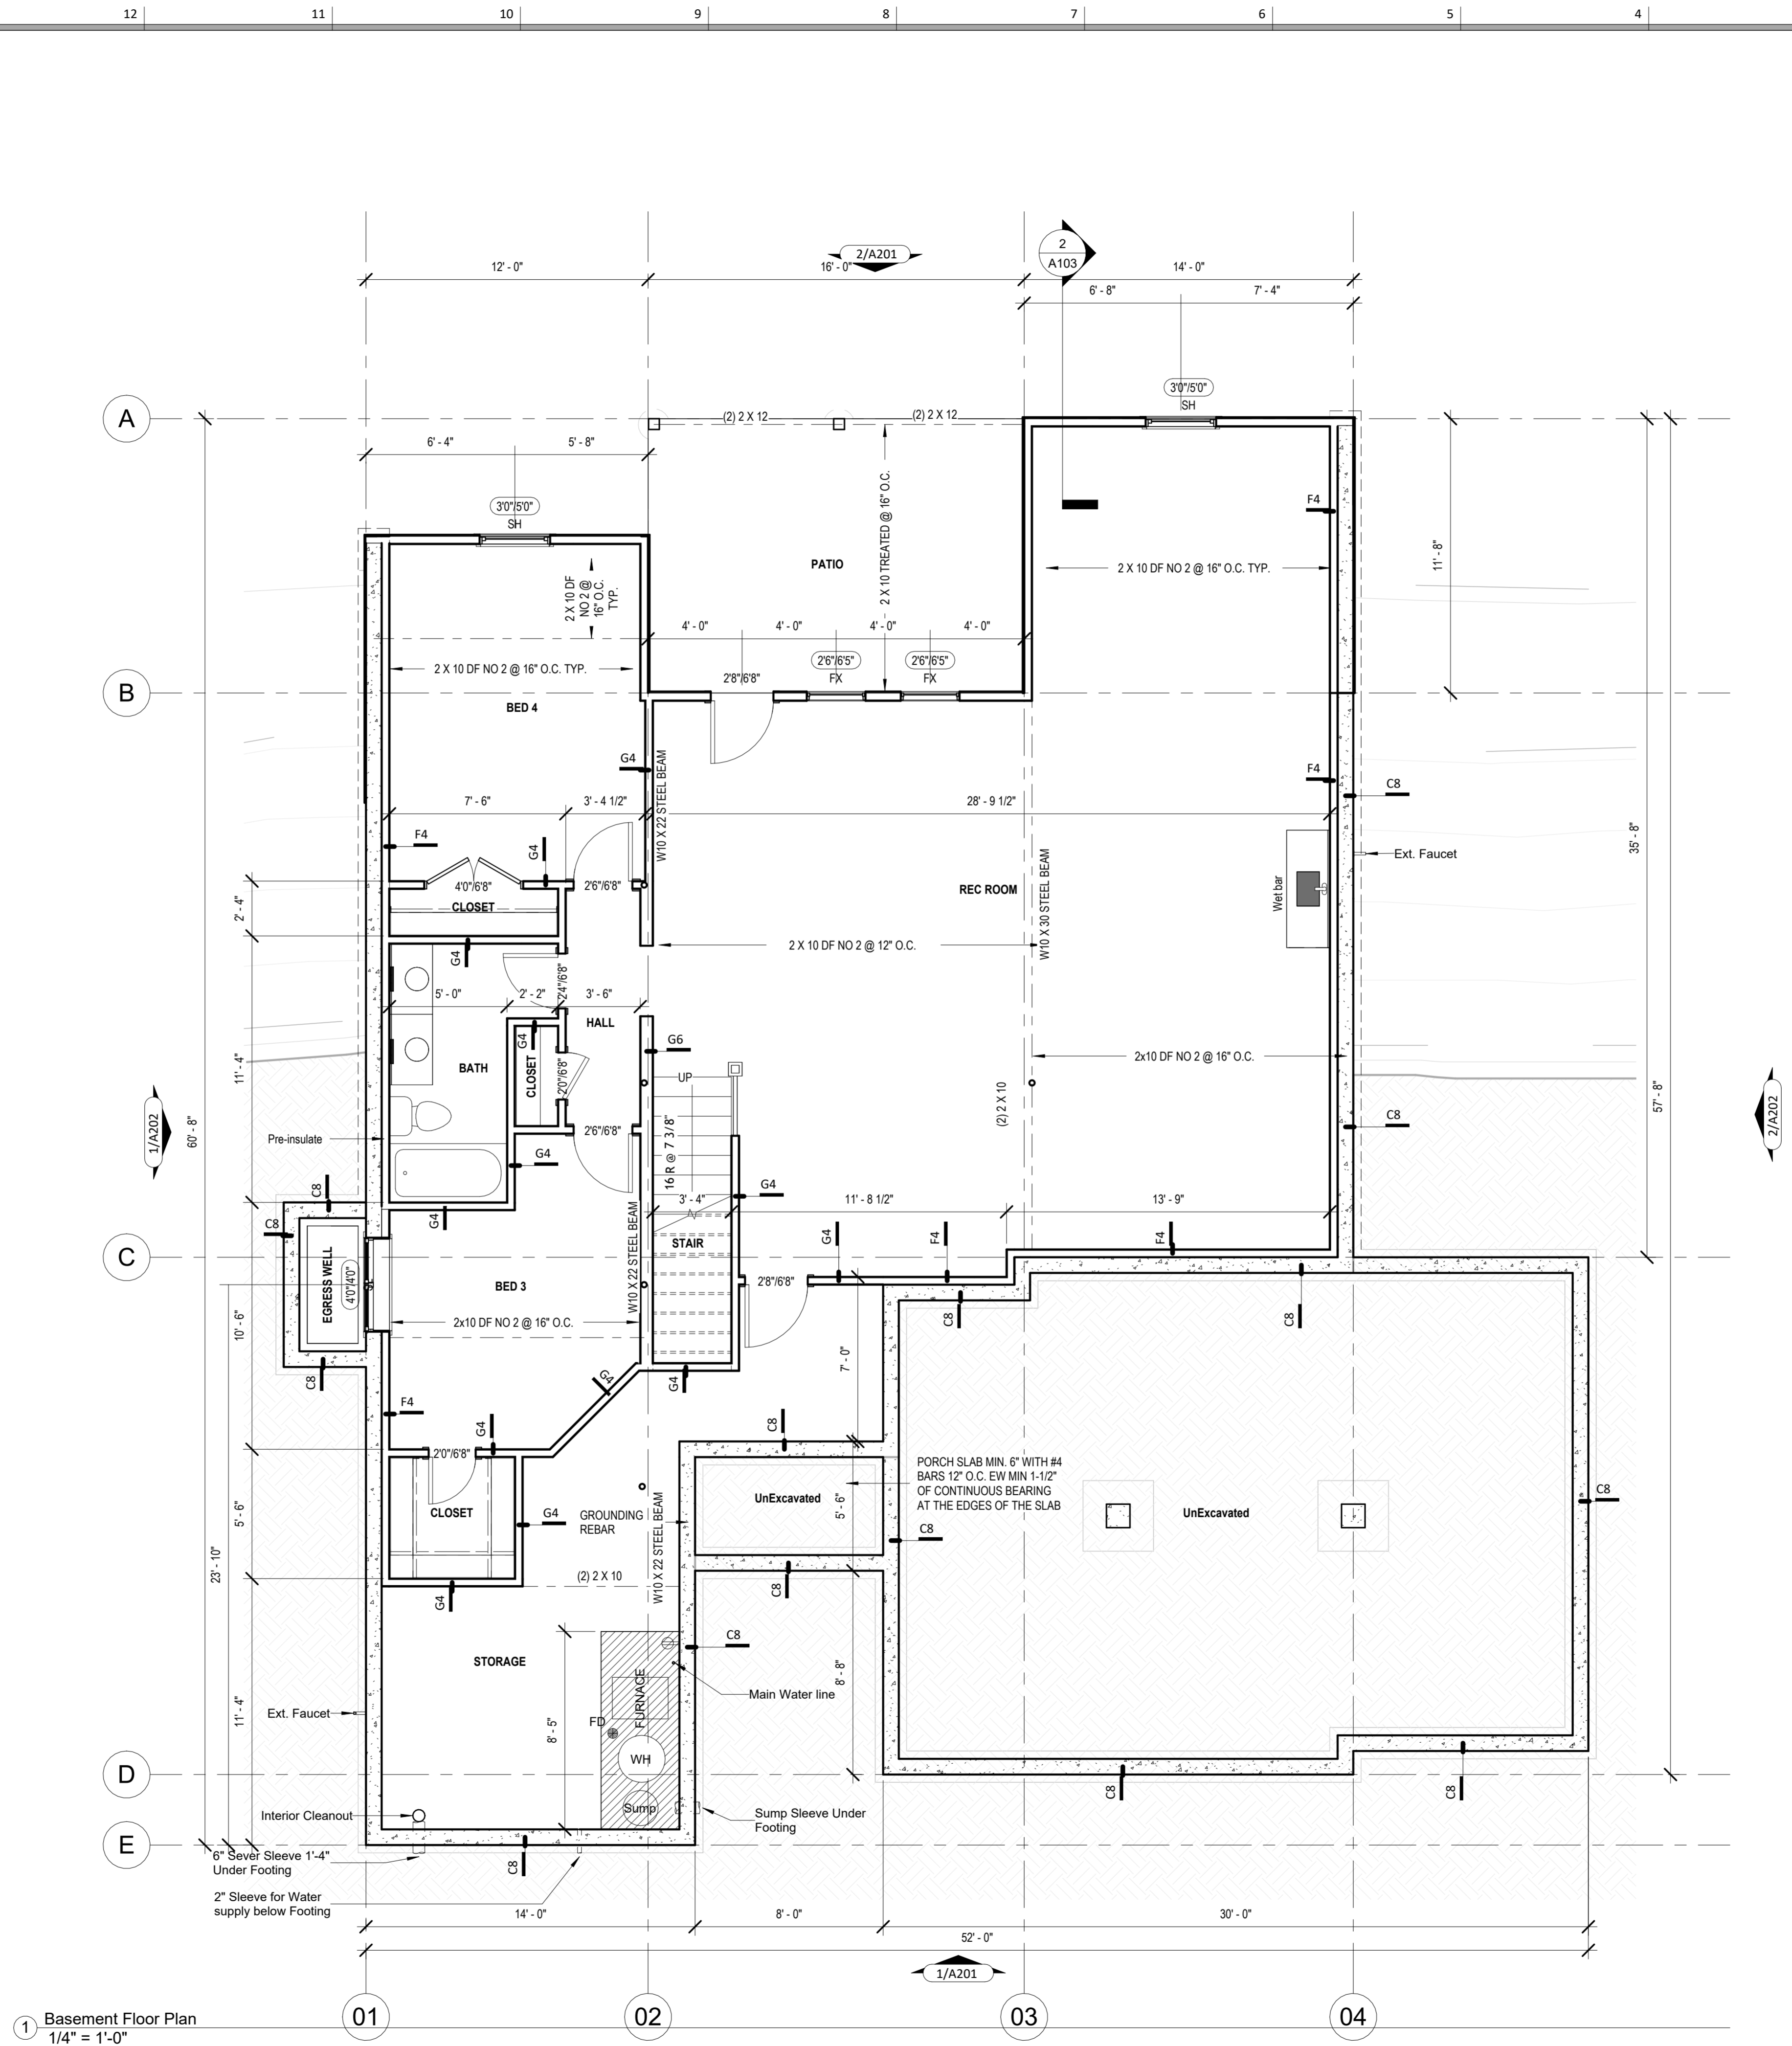 12 11 10 9 8 7 6 5 4
2/A201
2
A103
12' - 0" 16' - 0" 14' - 0"
6' - 8" 7' - 4"
3'0"/5'0"
SH
A
(2) 2 X 12 (2) 2 X 12
6' - 4" 5' - 8"
3'0"/5'0"
SH
F4
2 X 10 TREATED @ 16" O.C.
11' - 8"
PATIO
2 X 10 DF NO 2 @ 16" O.C. TYP.
2 X 10 DF
NO 2 @
16" O.C.
TYP.
4' - 0" 4' - 0" 4' - 0" 4' - 0"
2 X 10 DF NO 2 @ 16" O.C. TYP.
2'8"/6'8"
2'6"/6'5"
FX
2'6"/6'5"
FX
B
BED 4
G4
W10 X 22 STEEL BEAM
F4
C8
7' - 6" 3' - 4 1/2" 28' - 9 1/2"
F4
G4
35' - 8"
Ext. Faucet
4'0"/6'8"
2'6"/6'8"
CLOSET
REC ROOM
W10 X 30 STEEL BEAM
Wet bar
2' - 4"
G4
2 X 10 DF NO 2 @ 12" O.C.
2'4"/6'8"
5' - 0" 2' - 2" 3' - 6"
HALL
G4
G6
11' - 4"
BATH
CLOSET
2'0"/6'8"
UP
2x10 DF NO 2 @ 16" O.C.
(2) 2 X 10
57' - 8"
1/A202
60' - 8"
C8
2/A202
Pre-insulate
2'6"/6'8"
16 R @ 7 3/8"
G4
C8
G4
3' - 4" 11' - 8 1/2" 13' - 9"
G4
C8
W10 X 22 STEEL BEAM
STAIR
G4
F4
F4
C
EGRESS WELL
4'0"/4'0"
SL
BED 3
2'8"/6'8"
2x10 DF NO 2 @ 16" O.C.
C8
C8
10' - 6"
7' - 0"
C8
G4
G4
F4
G4
C8
2'0"/6'8"
PORCH SLAB MIN. 6" WITH #4
BARS 12" O.C. EW MIN 1-1/2"
OF CONTINUOUS BEARING
AT THE EDGES OF THE SLAB
UnExcavated
5' - 6"
C8
5' - 6"
CLOSET
G4
GROUNDING
REBAR
W10 X 22 STEEL BEAM
UnExcavated
C8
23' - 10"
(2) 2 X 10
C8
G4
C8
STORAGE
8' - 8"
FURNACE
Main Water line
Ext. Faucet
11' - 4"
FD
8' - 5"
WH
D
C8
C8
Sump
Interior Cleanout
Sump Sleeve Under
Footing
E
6" Sever Sleeve 1'-4"
Under Footing
C8
2" Sleeve for Water
supply below Footing
14' - 0" 8' - 0" 30' - 0"
52' - 0"
1/A201
01 02 03 04
1 Basement Floor Plan
1/4" = 1'-0"